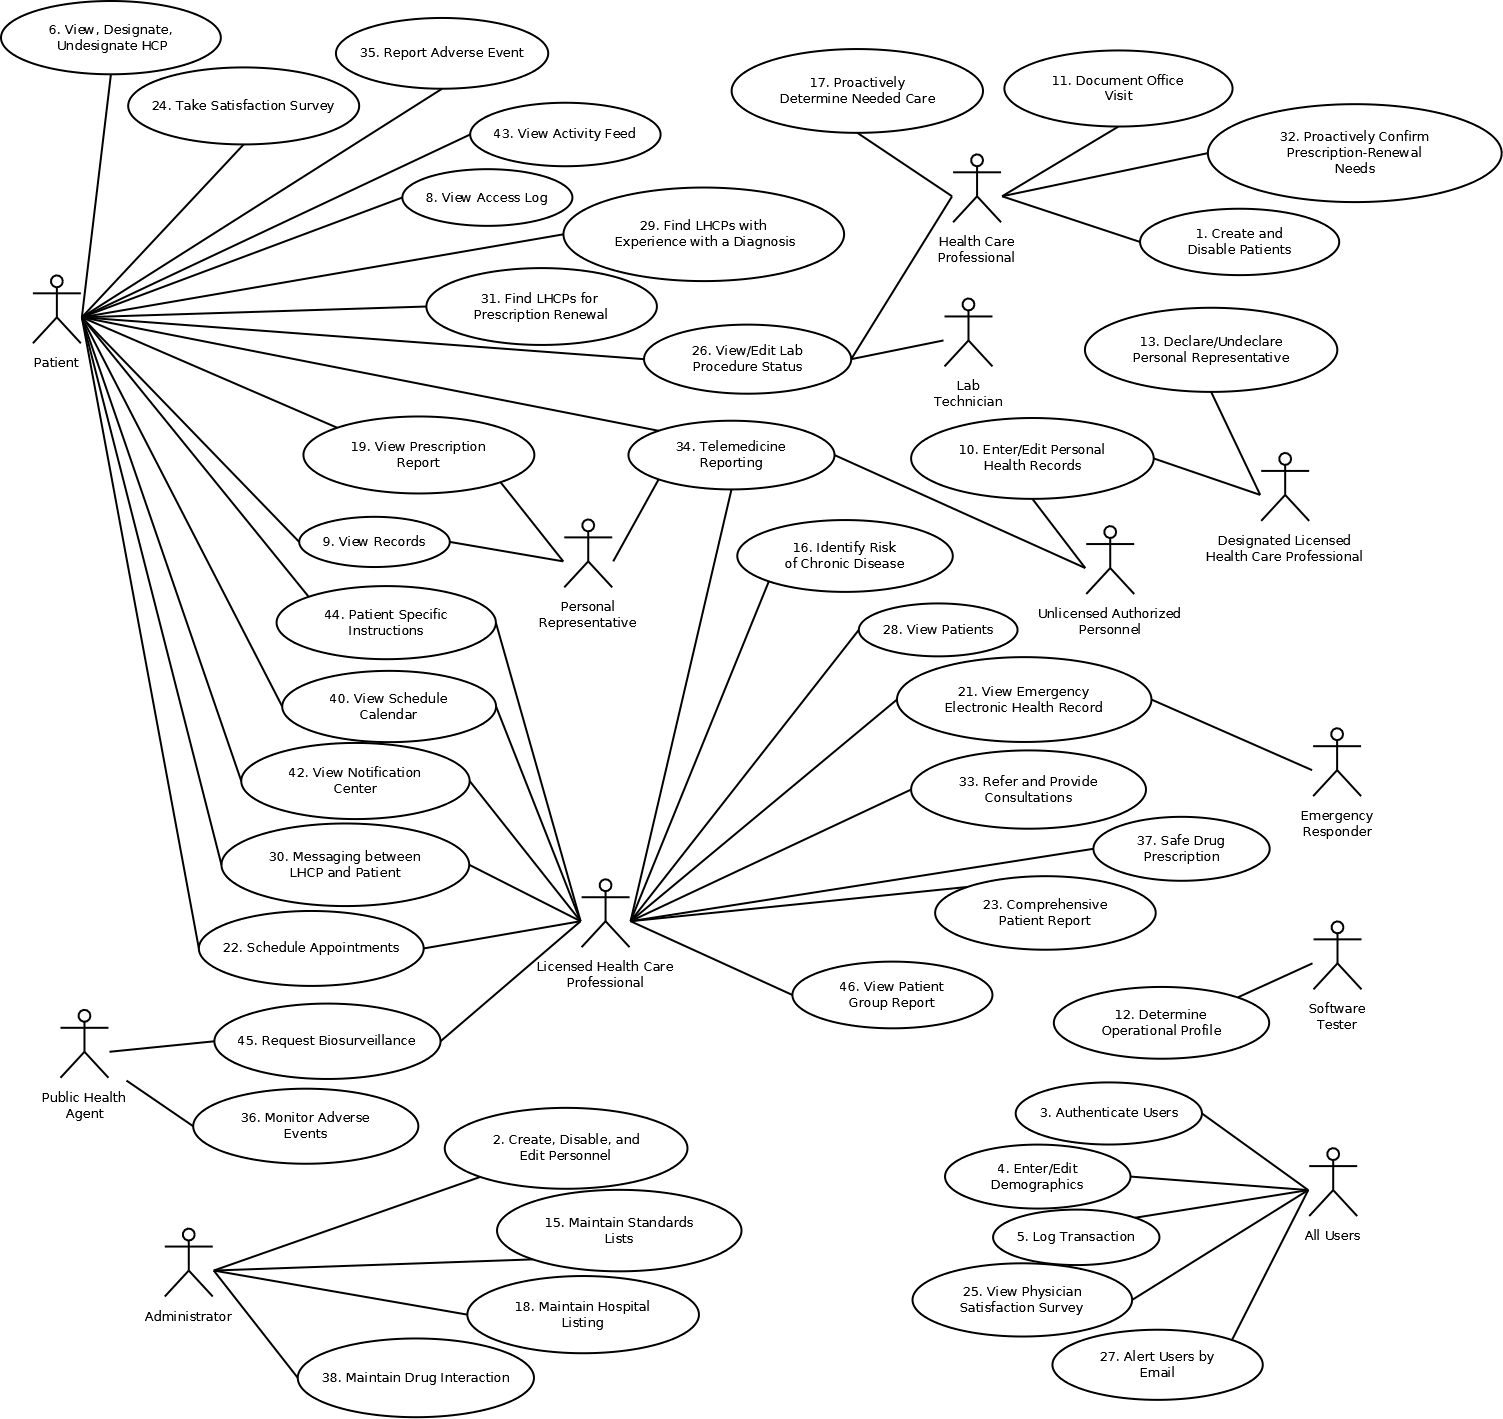 6. View, Designate,
Undesignate HCP
35. Report Adverse Event
24. Take Satisfaction Survey
17. Proactively
Determine Needed Care
11. Document Office
Visit
43. View Activity Feed
32. Proactively Confirm
Prescription-Renewal
Needs
8. View Access Log
29. Find LHCPs with
Experience with a Diagnosis
Health Care
Professional
1. Create and
Disable Patients
31. Find LHCPs for
Prescription Renewal
Patient
26. View/Edit Lab
Procedure Status
Lab
Technician
13. Declare/Undeclare
Personal Representative
19. View Prescription
Report
34. Telemedicine
Reporting
10. Enter/Edit Personal
Health Records
Designated Licensed
Health Care Professional
9. View Records
16. Identify Risk
of Chronic Disease
Personal
Representative
Unlicensed Authorized
Personnel
44. Patient Specific
Instructions
28. View Patients
40. View Schedule
Calendar
21. View Emergency
Electronic Health Record
42. View Notification
Center
33. Refer and Provide
Consultations
Emergency
Responder
30. Messaging between
LHCP and Patient
37. Safe Drug
Prescription
23. Comprehensive
Patient Report
22. Schedule Appointments
Licensed Health Care
Professional
46. View Patient
Group Report
12. Determine
Operational Profile
Software
Tester
45. Request Biosurveillance
Public Health
Agent
36. Monitor Adverse
Events
3. Authenticate Users
2. Create, Disable, and
Edit Personnel
4. Enter/Edit
Demographics
15. Maintain Standards
Lists
5. Log Transaction
All Users
25. View Physician
Satisfaction Survey
18. Maintain Hospital
Listing
Administrator
27. Alert Users by
Email
38. Maintain Drug Interaction